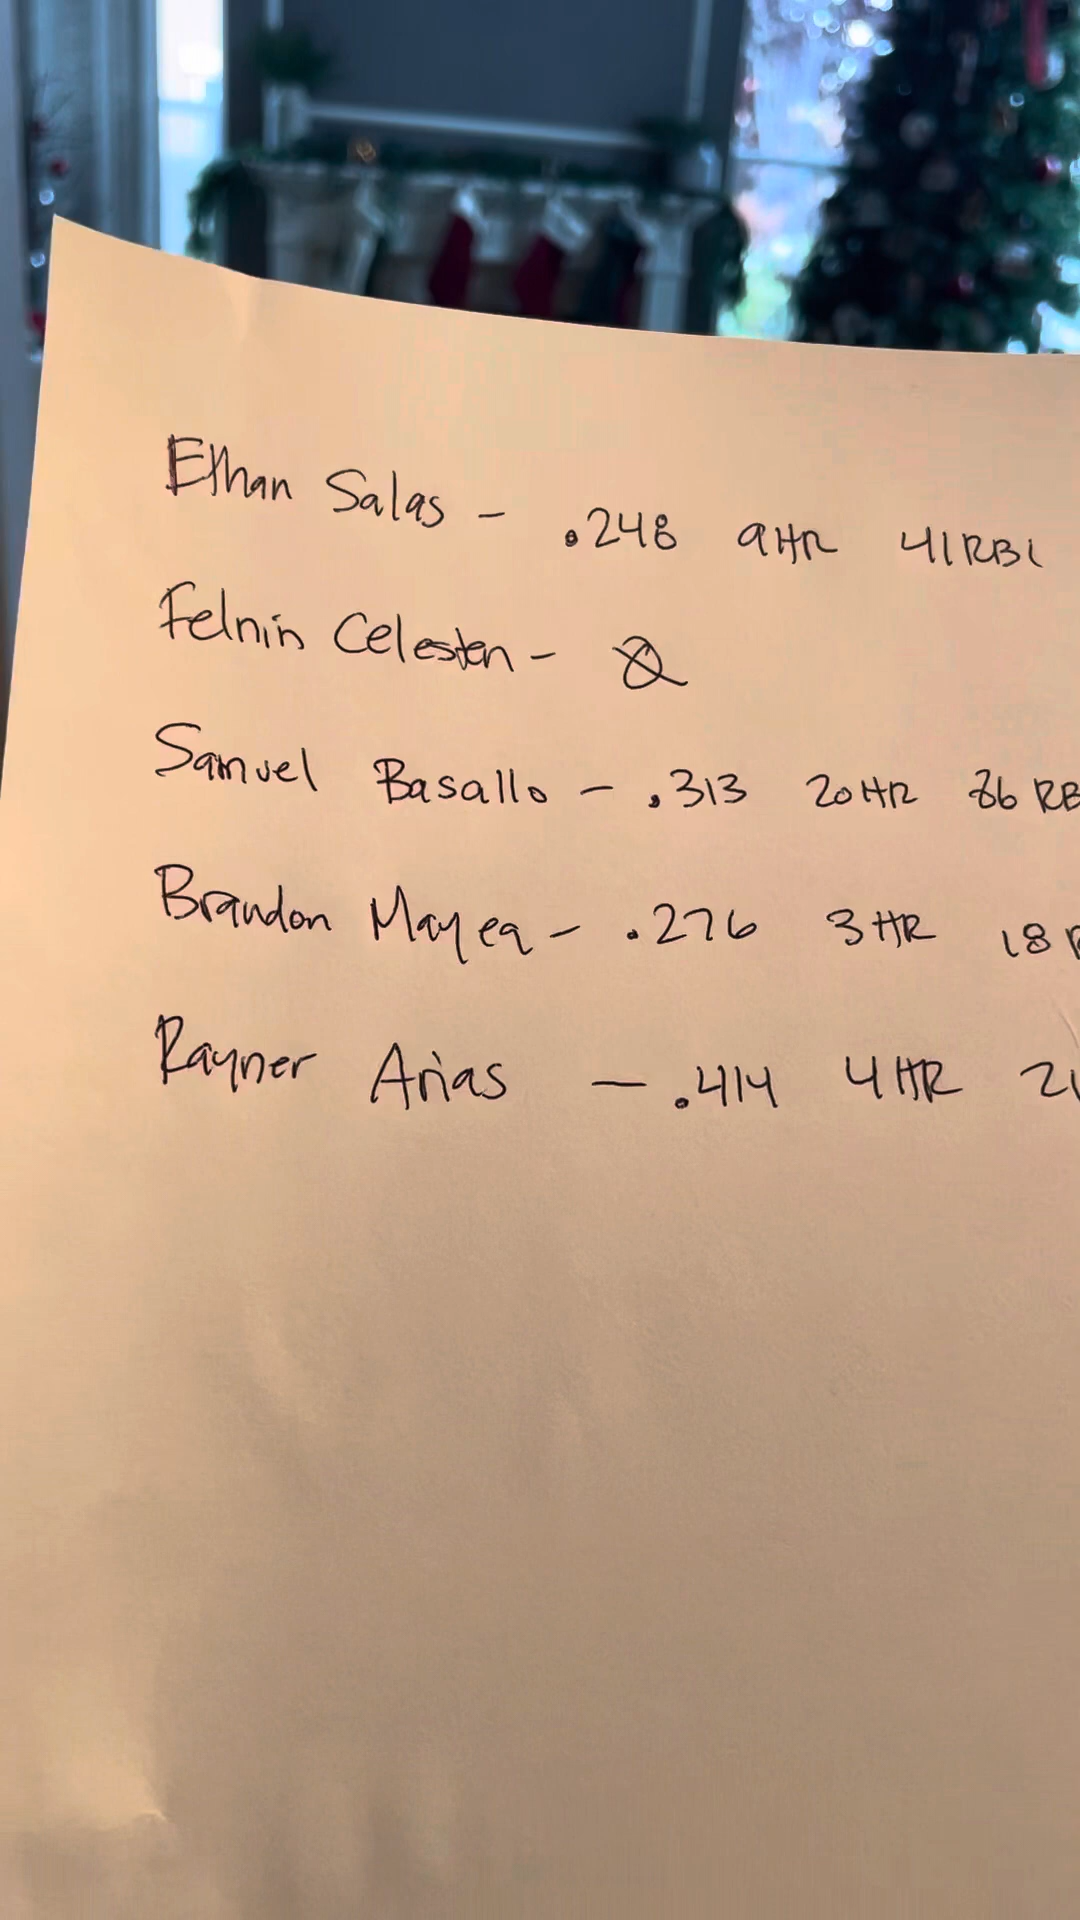 Ethan Salas - .248 9HR 41RBI
Felnin Celesten -
Samuel Basallo - .313 20HR 86 RB
Brandon Mayea - .276 3HR 18 R
Rayner Arias - .414 4HR 21